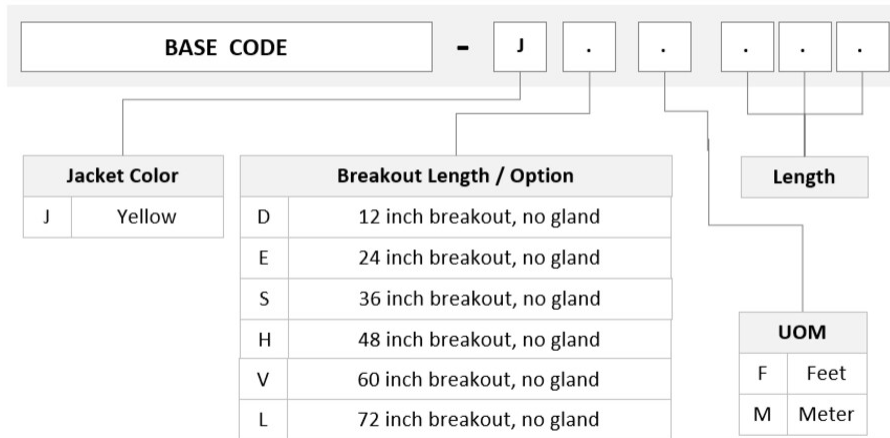 BASE CODE - J . . . . .
Jacket Color
J Yellow
Breakout Length / Option
D 12 inch breakout, no gland
E 24 inch breakout, no gland
S 36 inch breakout, no gland
H 48 inch breakout, no gland
V 60 inch breakout, no gland
L 72 inch breakout, no gland
Length
UOM
F Feet
M Meter